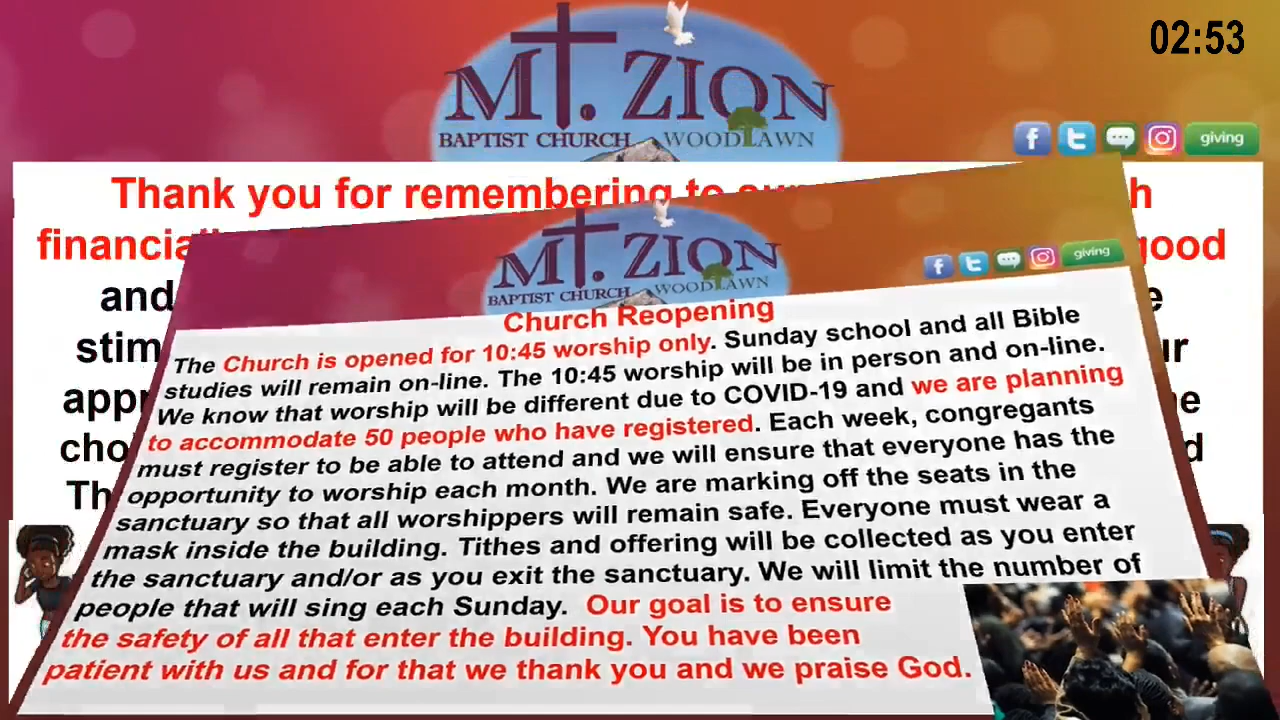 02:53
MT. ZION
BAPTIST CHURCH WOODLAWN
giving
Thank you for remembering to
good
and
stim
MT. ZION
BAPTIST CHURCH WOODLAWN
giving
Church Reopening
The Church is opened for 10:45 worship only. Sunday school and all Bible
studies will remain on-line. The 10:45 worship will be in person and on-line.
We know that worship will be different due to COVID-19 and we are planning
to accommodate 50 people who have registered. Each week, congregants
must register to be able to attend and we will ensure that everyone has the
opportunity to worship each month. We are marking off the seats in the
sanctuary so that all worshippers will remain safe. Everyone must wear a
mask inside the building. Tithes and offering will be collected as you enter
the sanctuary and/or as you exit the sanctuary. We will limit the number of
people that will sing each Sunday. Our goal is to ensure
the safety of all that enter the building. You have been
patient with us and for that we thank you and we praise God.